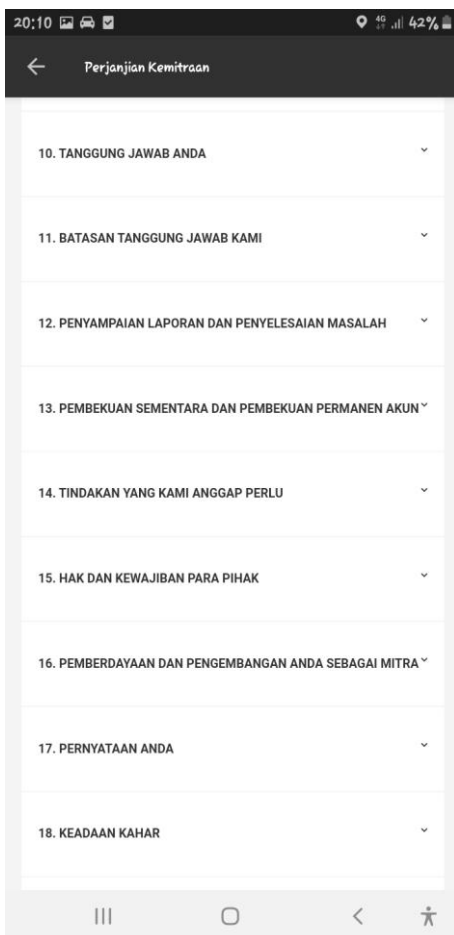 20:10 4G 42%
Perjanjian Kemitraan
10. TANGGUNG JAWAB ANDA
11. BATASAN TANGGUNG JAWAB KAMI
12. PENYAMPAIAN LAPORAN DAN PENYELESAIAN MASALAH
13. PEMBEKUAN SEMENTARA DAN PEMBEKUAN PERMANEN AKUN
14. TINDAKAN YANG KAMI ANGGAP PERLU
15. HAK DAN KEWAJIBAN PARA PIHAK
16. PEMBERDAYAAN DAN PENGEMBANGAN ANDA SEBAGAI MITRA
17. PERNYATAAN ANDA
18. KEADAAN KAHAR